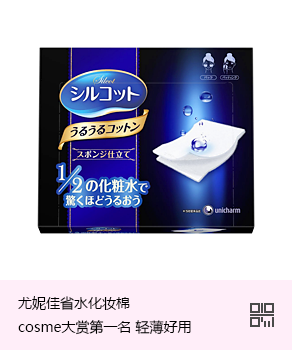 Silcot
シルコット
うるうるコットン
スポンジ仕立て
1/2の化粧水で
驚くほどうるおう
unicharm
尤妮佳省水化妆棉
cosme大赏第一名 轻薄好用